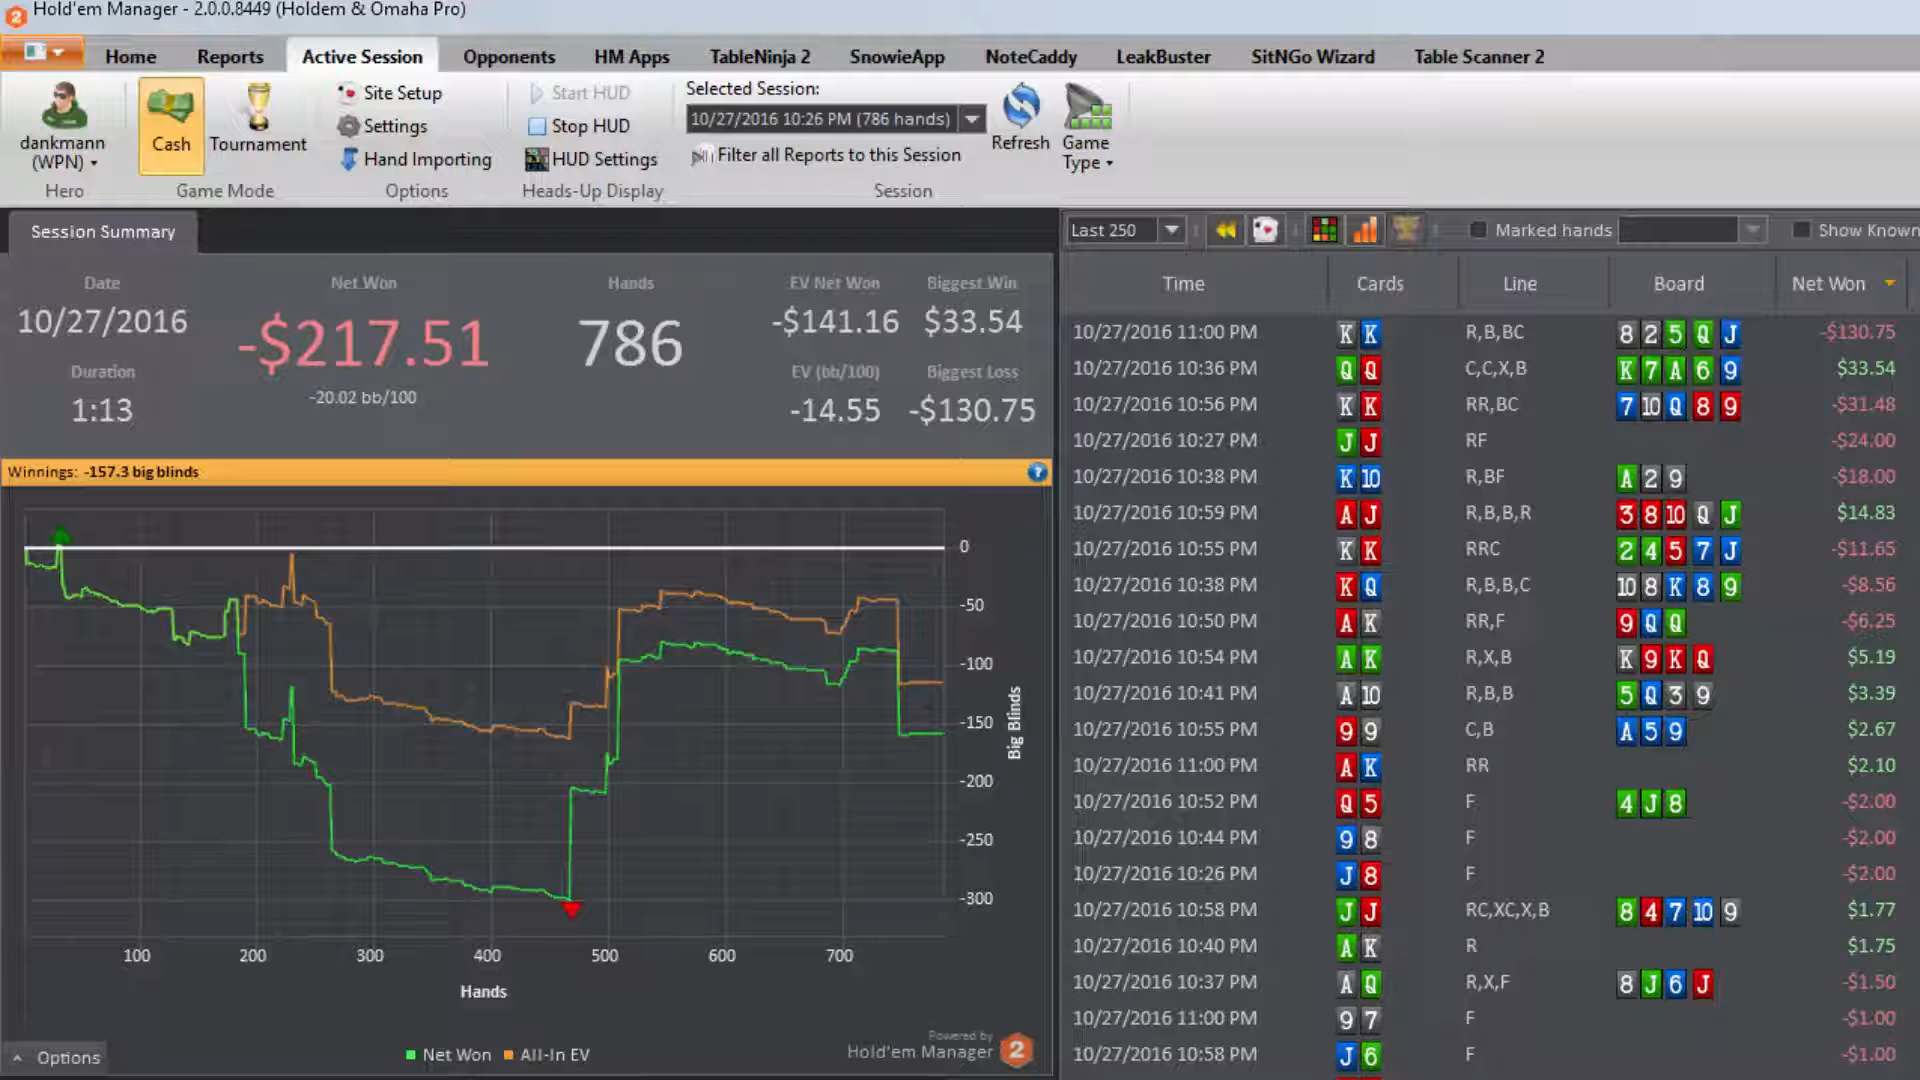 Hold'em Manager - 2.0.0.8449 (Holdem & Omaha Pro)
Home Reports Active Session Opponents HM Apps TableNinja 2 SnowieApp NoteCaddy LeakBuster SitNGo Wizard Table Scanner 2
dankmann
(WPN)
Hero
Cash
Tournament
Game Mode
Site Setup
Settings
Hand Importing
Options
Start HUD
Stop HUD
HUD Settings
Heads-Up Display
Selected Session:
10/27/2016 10:26 PM (786 hands)
Filter all Reports to this Session
Refresh
Game
Type
Session
Session Summary
Date
10/27/2016
Duration
1:13
Net Won
-$217.51
-20.02 bb/100
Hands
786
EV Net Won
-$141.16
EV (bb/100)
-14.55
Biggest Win
$33.54
Biggest Loss
-$130.75
Winnings: -157.3 big blinds
?
0
-50
-100
-150
-200
-250
-300
Big Blinds
100 200 300 400 500 600 700
Hands
Net Won All-In EV
Powered by
Hold'em Manager 2
Options
Last 250 Marked hands Show Known
Time Cards Line Board Net Won
10/27/2016 11:00 PM K K R,B,BC 8 2 5 Q J -$130.75
10/27/2016 10:36 PM Q Q C,C,X,B K 7 A 6 9 $33.54
10/27/2016 10:56 PM K K RR,BC 7 10 Q 8 9 -$31.48
10/27/2016 10:27 PM J J RF -$24.00
10/27/2016 10:38 PM K 10 R,BF A 2 9 -$18.00
10/27/2016 10:59 PM A J R,B,B,R 3 8 10 Q J $14.83
10/27/2016 10:55 PM K K RRC 2 4 5 7 J -$11.65
10/27/2016 10:38 PM K Q R,B,B,C 10 8 K 8 9 -$8.56
10/27/2016 10:50 PM A K RR,F 9 Q Q -$6.25
10/27/2016 10:54 PM A K R,X,B K 9 K Q $5.19
10/27/2016 10:41 PM A 10 R,B,B 5 Q 3 9 $3.39
10/27/2016 10:55 PM 9 9 C,B A 5 9 $2.67
10/27/2016 11:00 PM A K RR $2.10
10/27/2016 10:52 PM Q 5 F 4 J 8 -$2.00
10/27/2016 10:44 PM 9 8 F -$2.00
10/27/2016 10:26 PM J 8 F -$2.00
10/27/2016 10:58 PM J J RC,XC,X,B 8 4 7 10 9 $1.77
10/27/2016 10:40 PM A K R $1.75
10/27/2016 10:37 PM A Q R,X,F 8 J 6 J -$1.50
10/27/2016 11:00 PM 9 7 F -$1.00
10/27/2016 10:58 PM J 6 F -$1.00